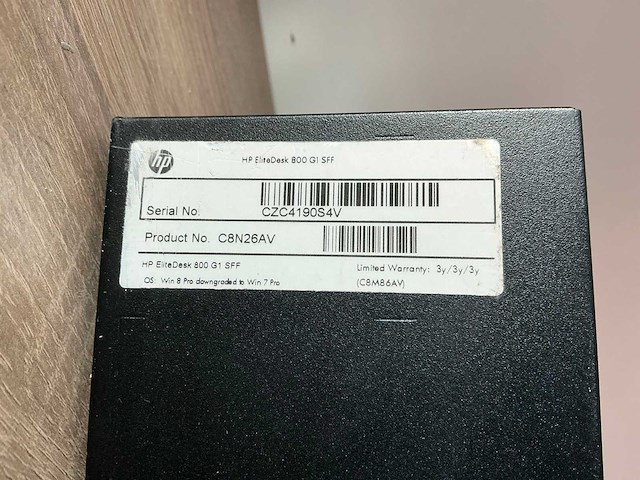 hp
HP EliteDesk 800 G1 SFF
Serial No. CZC4190S4V
Product No. C8N26AV
HP EliteDesk 800 G1 SFF
Limited Warranty: 3y/3y/3y
OS: Win 8 Pro downgraded to Win 7 Pro
(C8M86AV)